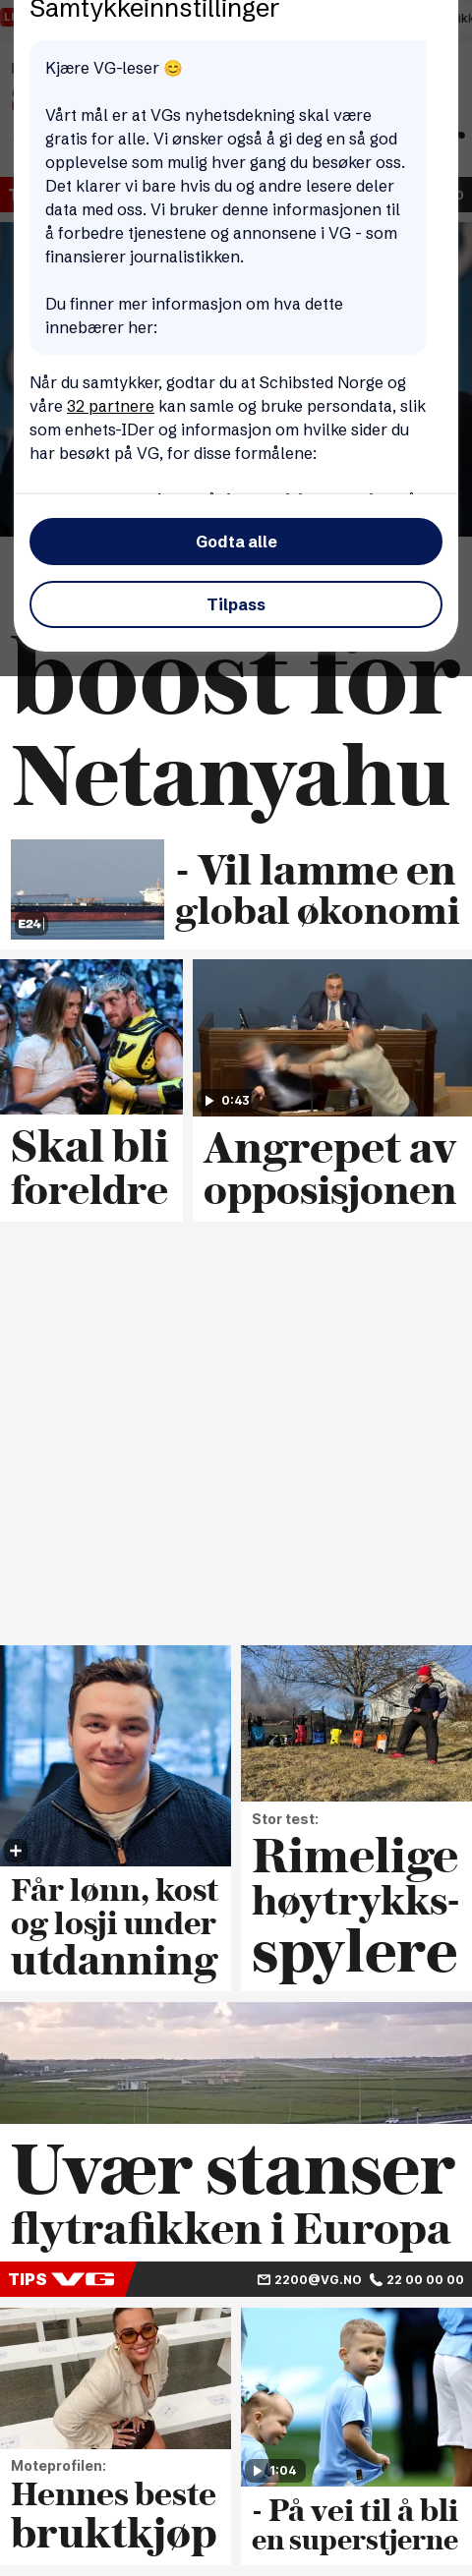 Samtykkeinnstillinger
Kjære VG-leser 😊
Vårt mål er at VGs nyhetsdekning skal være
gratis for alle. Vi ønsker også å gi deg en så god
opplevelse som mulig hver gang du besøker oss.
Det klarer vi bare hvis du og andre lesere deler
data med oss. Vi bruker denne informasjonen til
å forbedre tjenestene og annonsene i VG - som
finansierer journalistikken.
Du finner mer informasjon om hva dette
innebærer her:
Når du samtykker, godtar du at Schibsted Norge og
våre 32 partnere kan samle og bruke persondata, slik
som enhets-IDer og informasjon om hvilke sider du
har besøkt på VG, for disse formålene:
Godta alle
Tilpass
boost for
Netanyahu
E24
- Vil lamme en
global økonomi
0:43
Skal bli
foreldre
Angrepet av
opposisjonen
Får lønn, kost
og losji under
utdanning
Stor test:
Rimelige
høytrykks-
spylere
Uvær stanser
flytrafikken i Europa
TIPS VG 2200@VG.NO 22 00 00 00
Moteprofilen:
Hennes beste
bruktkjøp
1:04
- På vei til å bli
en superstjerne